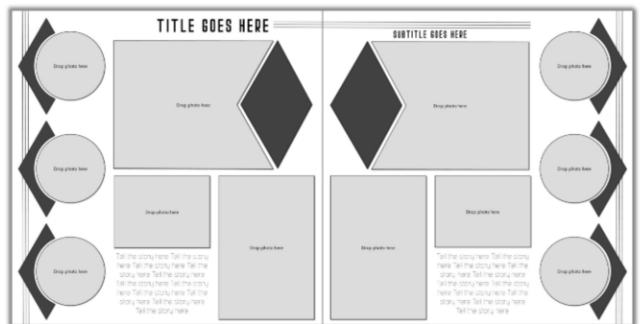 TITLE GOES HERE
SUBTITLE GOES HERE
Drop photo here
Drop photo here
Drop photo here
Drop photo here
Drop photo here
Drop photo here
Drop photo here
Drop photo here
Drop photo here
Drop photo here
Drop photo here
Drop photo here
Tell the story here Tell the story
here Tell the story here Tell the
story here Tell the story here
Tell the story here Tell the story
here Tell the story here Tell the
story here Tell the story here
Tell the story here
Tell the story here Tell the story
here Tell the story here Tell the
story here Tell the story here
Tell the story here Tell the story
here Tell the story here Tell the
story here Tell the story here
Tell the story here